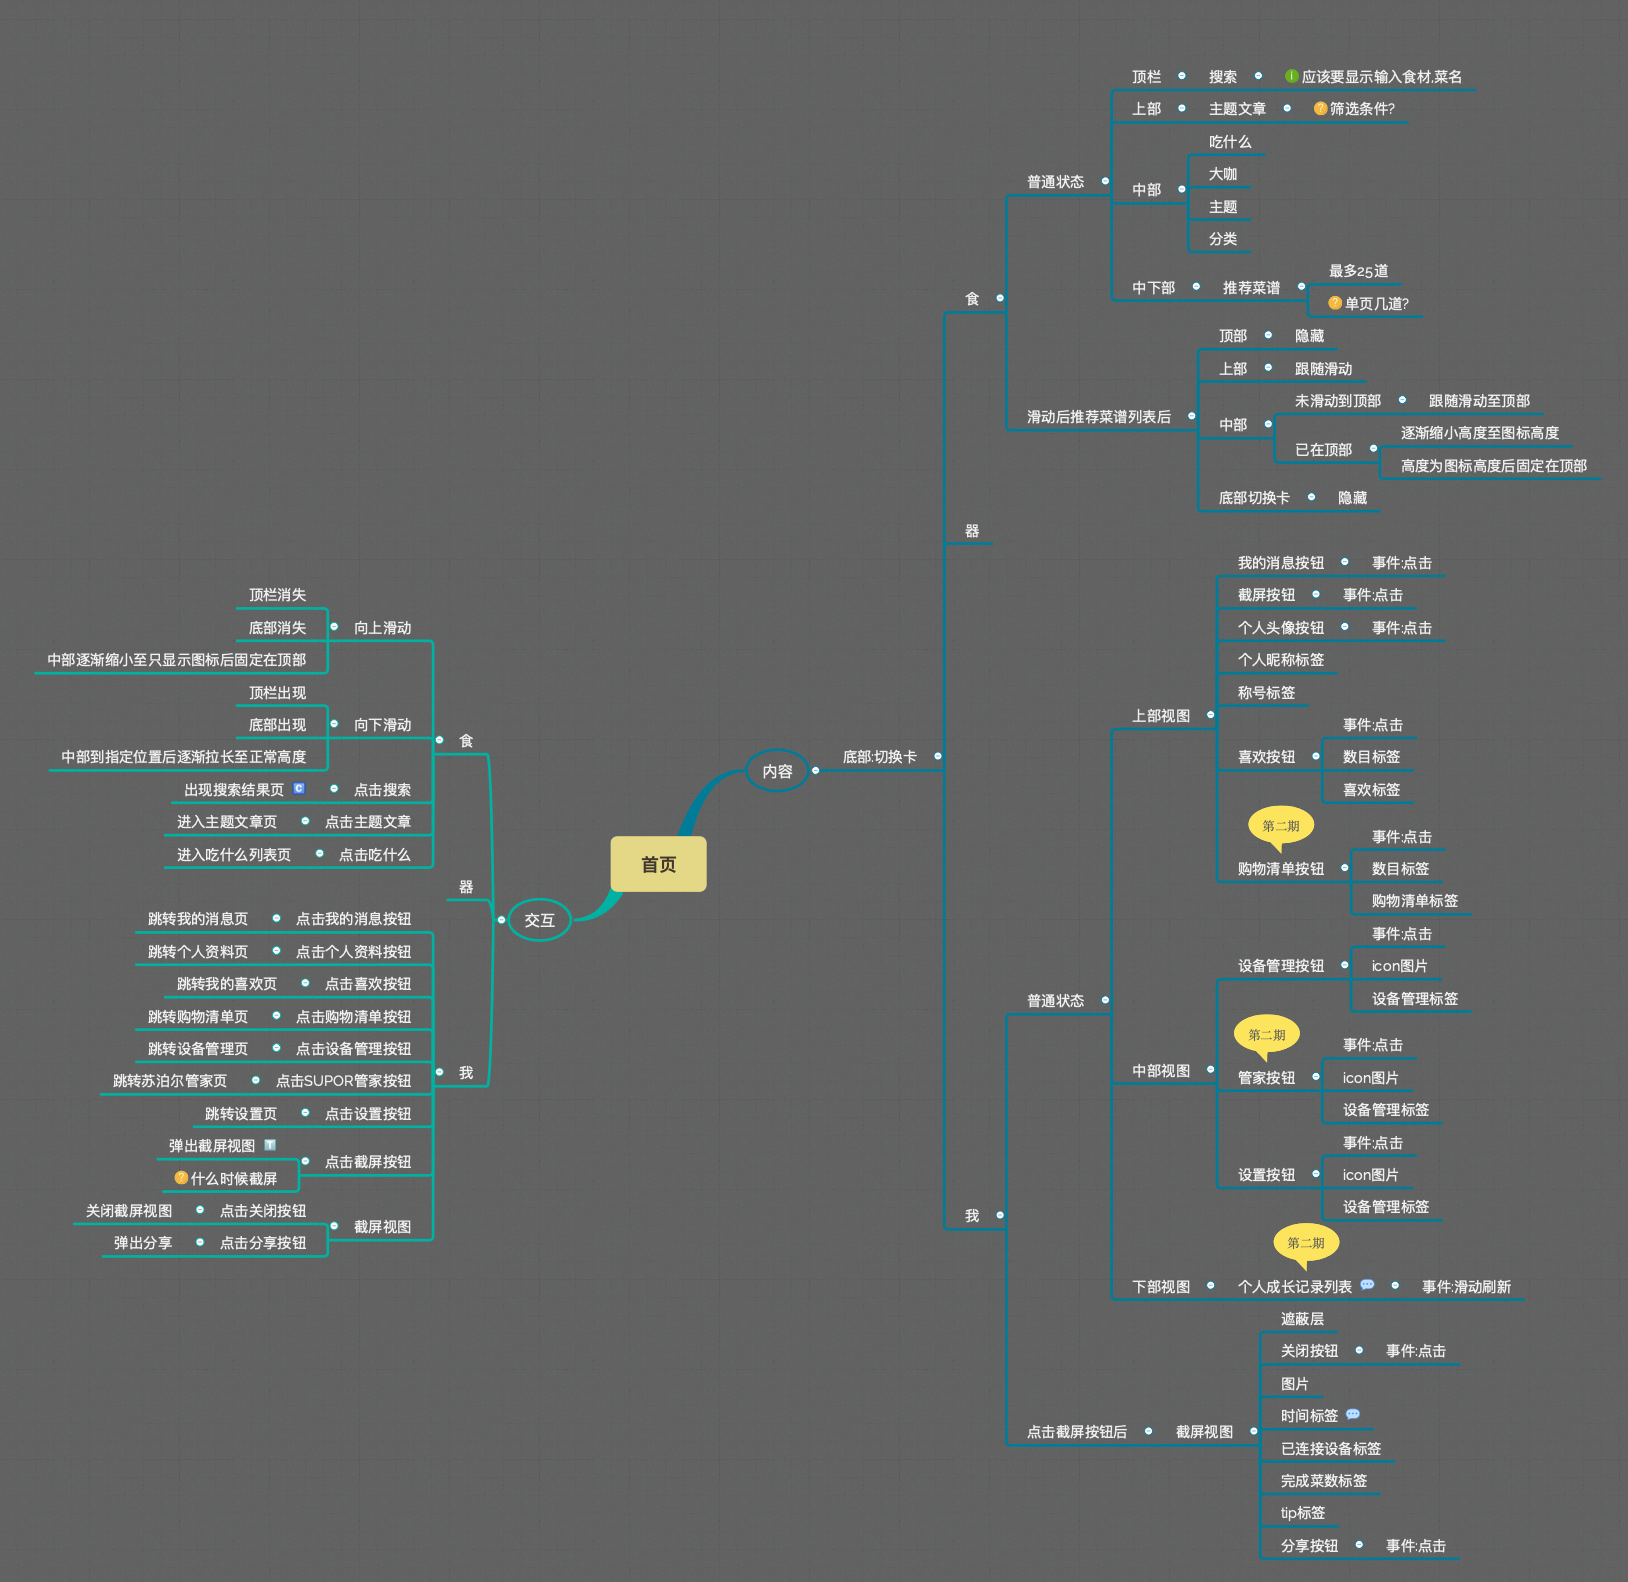 首页
内容
底部:切换卡
食
普通状态
顶栏
搜索
应该要显示输入食材,菜名
上部
主题文章
筛选条件?
中部
吃什么
大咖
主题
分类
中下部
推荐菜谱
最多25道
单页几道?
滑动后推荐菜谱列表后
顶部
隐藏
上部
跟随滑动
中部
未滑动到顶部
跟随滑动至顶部
已在顶部
逐渐缩小高度至图标高度
高度为图标高度后固定在顶部
底部切换卡
隐藏
器
我
普通状态
上部视图
我的消息按钮
事件:点击
截屏按钮
事件:点击
个人头像按钮
事件:点击
个人昵称标签
称号标签
喜欢按钮
事件:点击
数目标签
喜欢标签
第二期
购物清单按钮
事件:点击
数目标签
购物清单标签
中部视图
设备管理按钮
事件:点击
icon图片
设备管理标签
第二期
管家按钮
事件:点击
icon图片
设备管理标签
设置按钮
事件:点击
icon图片
设备管理标签
第二期
下部视图
个人成长记录列表
事件:滑动刷新
点击截屏按钮后
截屏视图
遮蔽层
关闭按钮
事件:点击
图片
时间标签
已连接设备标签
完成菜数标签
tip标签
分享按钮
事件:点击
交互
食
向上滑动
顶栏消失
底部消失
中部逐渐缩小至只显示图标后固定在顶部
向下滑动
顶栏出现
底部出现
中部到指定位置后逐渐拉长至正常高度
点击搜索
出现搜索结果页
C
点击主题文章
进入主题文章页
点击吃什么
进入吃什么列表页
器
我
点击我的消息按钮
跳转我的消息页
点击个人资料按钮
跳转个人资料页
点击喜欢按钮
跳转我的喜欢页
点击购物清单按钮
跳转购物清单页
点击设备管理按钮
跳转设备管理页
点击SUPOR管家按钮
跳转苏泊尔管家页
点击设置按钮
跳转设置页
点击截屏按钮
弹出截屏视图
T
什么时候截屏
截屏视图
点击关闭按钮
关闭截屏视图
点击分享按钮
弹出分享